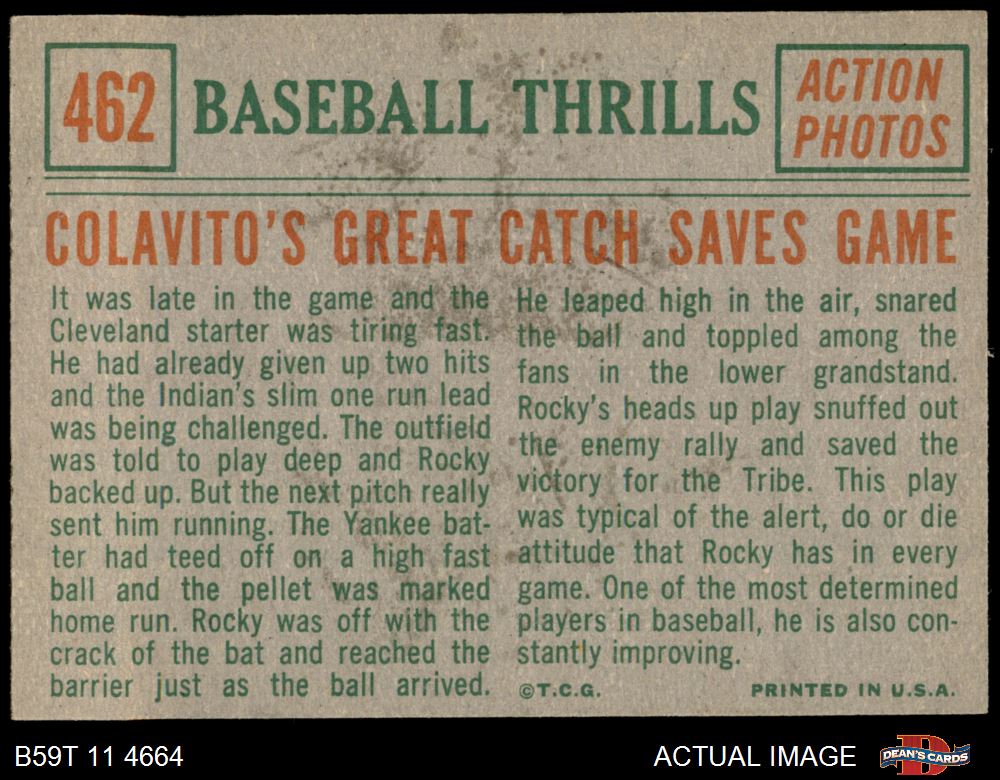 462
BASEBALL THRILLS
ACTION
PHOTOS
COLAVITO'S GREAT CATCH SAVES GAME
It was late in the game and the
Cleveland starter was tiring fast.
He had already given up two hits
and the Indian's slim one run lead
was being challenged. The outfield
was told to play deep and Rocky
backed up. But the next pitch really
sent him running. The Yankee bat-
ter had teed off on a high fast
ball and the pellet was marked
home run. Rocky was off with the
crack of the bat and reached the
barrier just as the ball arrived.
He leaped high in the air, snared
the ball and toppled among the
fans in the lower grandstand.
Rocky's heads up play snuffed out
the enemy rally and saved the
victory for the Tribe. This play
was typical of the alert, do or die
attitude that Rocky has in every
game. One of the most determined
players in baseball, he is also con-
stantly improving.
©T.C.G. PRINTED IN U.S.A.
B59T 11 4664
ACTUAL IMAGE
D
DEAN'S CARDS